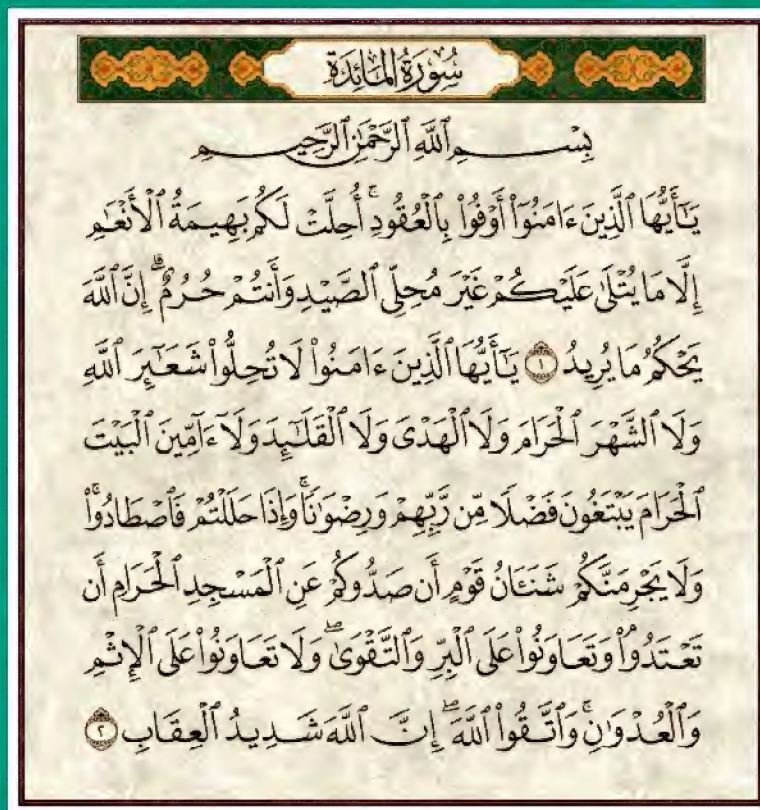 سُورَةُ المَائِدَةِ
بِسْمِ ٱللَّهِ ٱلرَّحْمَٰنِ ٱلرَّحِيمِ
يَٰٓأَيُّهَا ٱلَّذِينَ ءَامَنُوٓا۟ أَوْفُوا۟ بِٱلْعُقُودِ ۚ أُحِلَّتْ لَكُم بَهِيمَةُ ٱلْأَنْعَٰمِ
إِلَّا مَا يُتْلَىٰ عَلَيْكُمْ غَيْرَ مُحِلِّى ٱلصَّيْدِ وَأَنتُمْ حُرُمٌ ۗ إِنَّ ٱللَّهَ
يَحْكُمُ مَا يُرِيدُ ١ يَٰٓأَيُّهَا ٱلَّذِينَ ءَامَنُوا۟ لَا تُحِلُّوا۟ شَعَٰٓئِرَ ٱللَّهِ
وَلَا ٱلشَّهْرَ ٱلْحَرَامَ وَلَا ٱلْهَدْىَ وَلَا ٱلْقَلَٰٓئِدَ وَلَآ ءَآمِّينَ ٱلْبَيْتَ
ٱلْحَرَامَ يَبْتَغُونَ فَضْلًا مِّن رَّبِّهِمْ وَرِضْوَٰنًا ۚ وَإِذَا حَلَلْتُمْ فَٱصْطَادُوا۟ ۚ
وَلَا يَجْرِمَنَّكُمْ شَنَـَٔانُ قَوْمٍ أَن صَدُّوكُمْ عَنِ ٱلْمَسْجِدِ ٱلْحَرَامِ أَن
تَعْتَدُوا۟ ۘ وَتَعَاوَنُوا۟ عَلَى ٱلْبِرِّ وَٱلتَّقْوَىٰ ۖ وَلَا تَعَاوَنُوا۟ عَلَى ٱلْإِثْمِ
وَٱلْعُدْوَٰنِ ۚ وَٱتَّقُوا۟ ٱللَّهَ ۖ إِنَّ ٱللَّهَ شَدِيدُ ٱلْعِقَابِ ٢